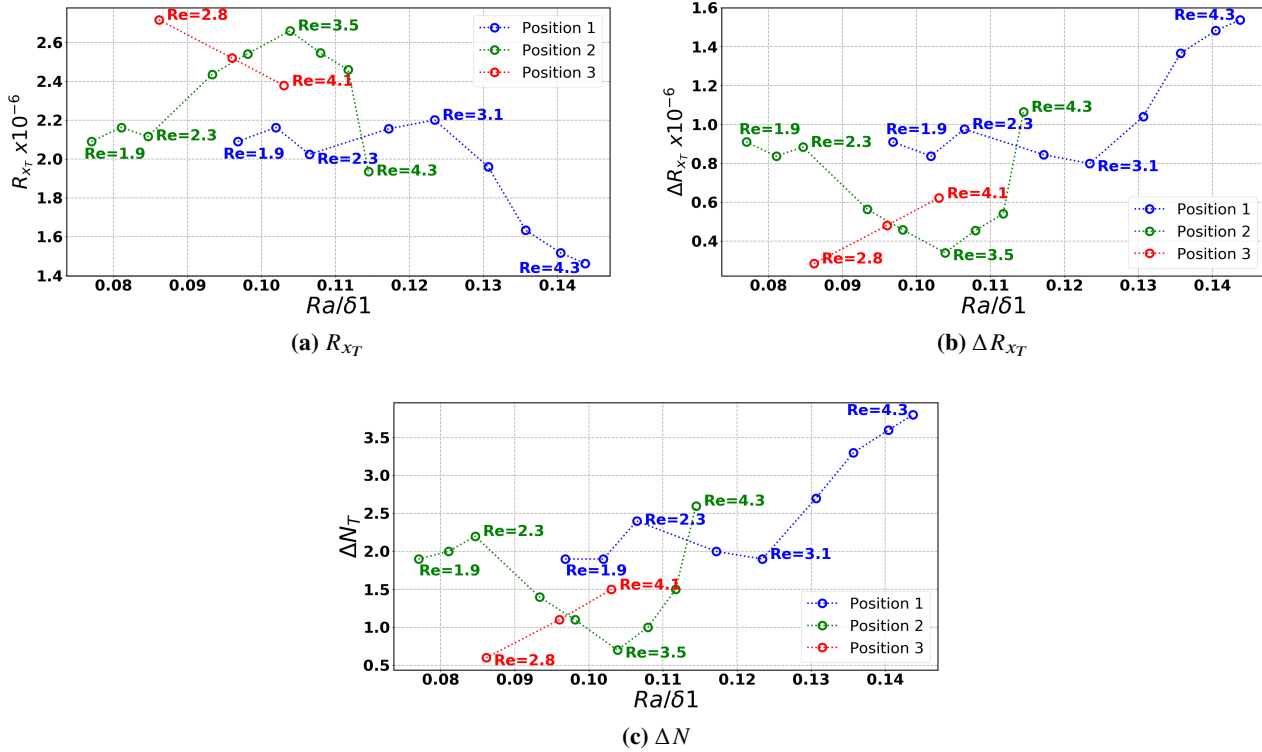 Re=2.8
Re=3.5
Re=4.1
Re=3.1
Re=2.3
Re=1.9
Re=1.9
Re=2.3
Re=4.3
Re=4.3
Position 1
Position 2
Position 3
2.6
2.4
2.2
2.0
1.8
1.6
1.4
R_{x_T} x10^{-6}
0.08 0.09 0.10 0.11 0.12 0.13 0.14
Ra/δ1
(a) R_{x_T}
Re=4.3
Re=4.3
Re=1.9
Re=1.9
Re=2.3
Re=2.3
Re=3.1
Re=4.1
Re=2.8
Re=3.5
Position 1
Position 2
Position 3
1.6
1.4
1.2
1.0
0.8
0.6
0.4
ΔR_{x_T} x10^{-6}
0.08 0.09 0.10 0.11 0.12 0.13 0.14
Ra/δ1
(b) ΔR_{x_T}
Re=4.3
Re=4.3
Re=2.3
Re=2.3
Re=1.9
Re=1.9
Re=3.1
Re=4.1
Re=2.8
Re=3.5
Position 1
Position 2
Position 3
3.5
3.0
2.5
2.0
1.5
1.0
0.5
ΔN_T
0.08 0.09 0.10 0.11 0.12 0.13 0.14
Ra/δ1
(c) ΔN